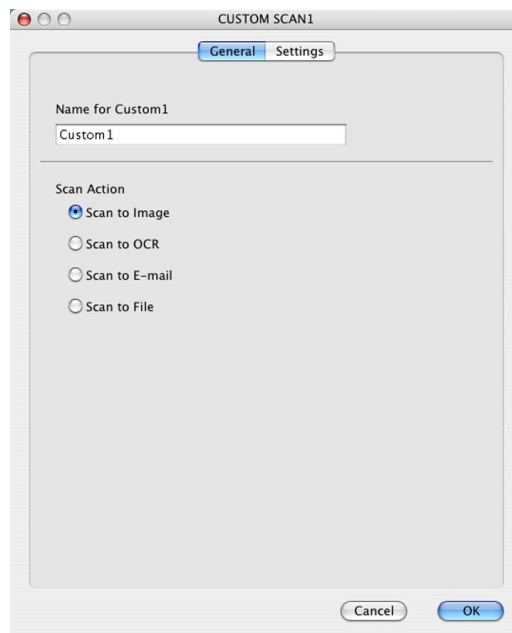 CUSTOM SCAN1
General Settings
Name for Custom1
Custom1
Scan Action
Scan to Image
Scan to OCR
Scan to E-mail
Scan to File
Cancel OK